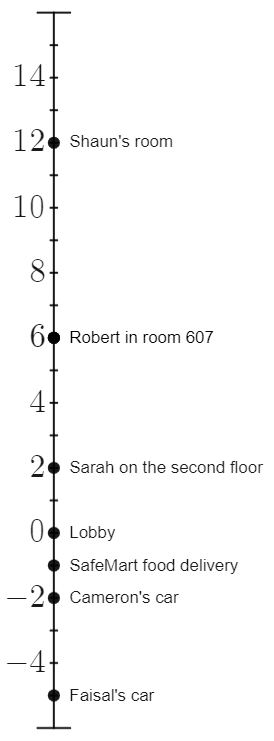 14
12 Shaun's room
10
8
6 Robert in room 607
4
2 Sarah on the second floor
0 Lobby
SafeMart food delivery
−2 Cameron's car
−4
Faisal's car